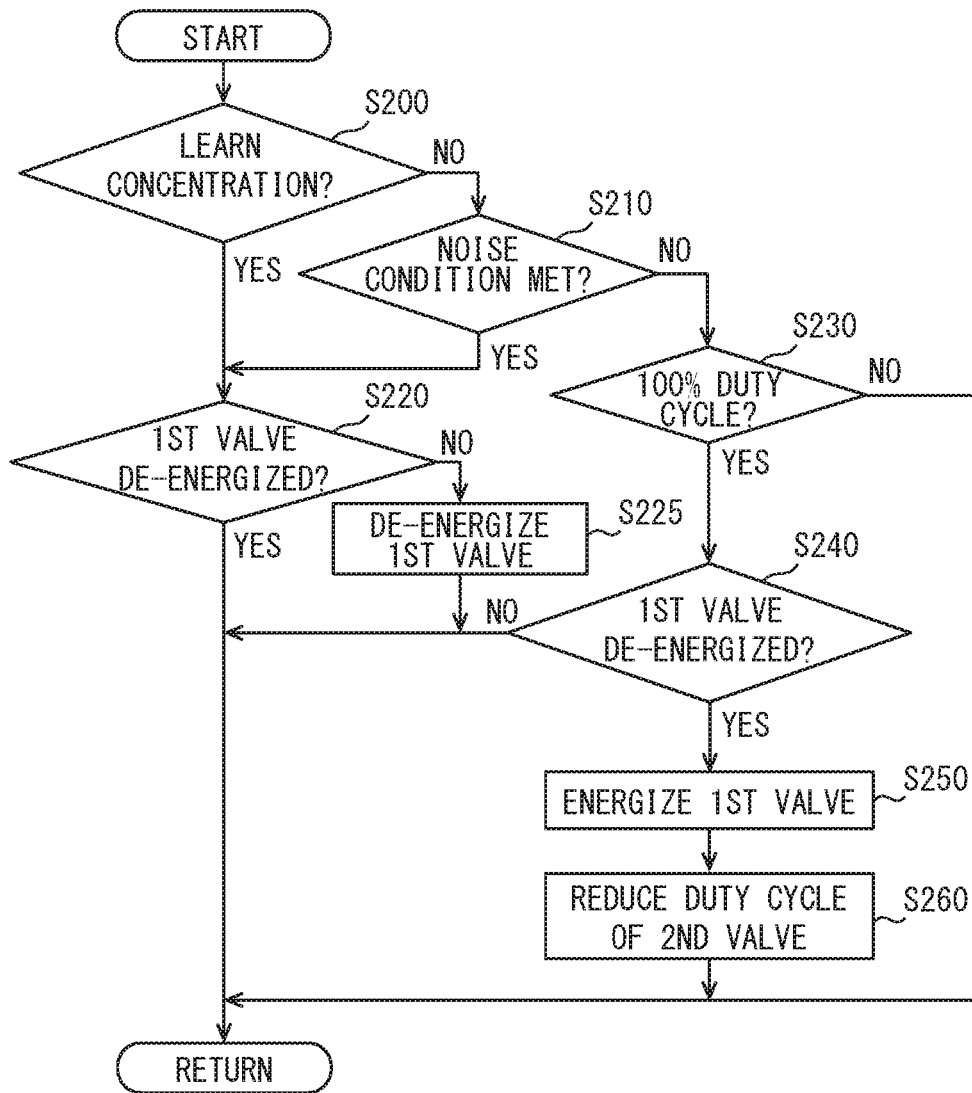 START
S200
LEARN
CONCENTRATION?
NO
YES
S210
NOISE
CONDITION MET?
NO
YES
S230
100% DUTY
CYCLE?
NO
YES
S220
1ST VALVE
DE-ENERGIZED?
NO
YES
S225
DE-ENERGIZE
1ST VALVE
S240
NO
1ST VALVE
DE-ENERGIZED?
YES
S250
ENERGIZE 1ST VALVE
S260
REDUCE DUTY CYCLE
OF 2ND VALVE
RETURN